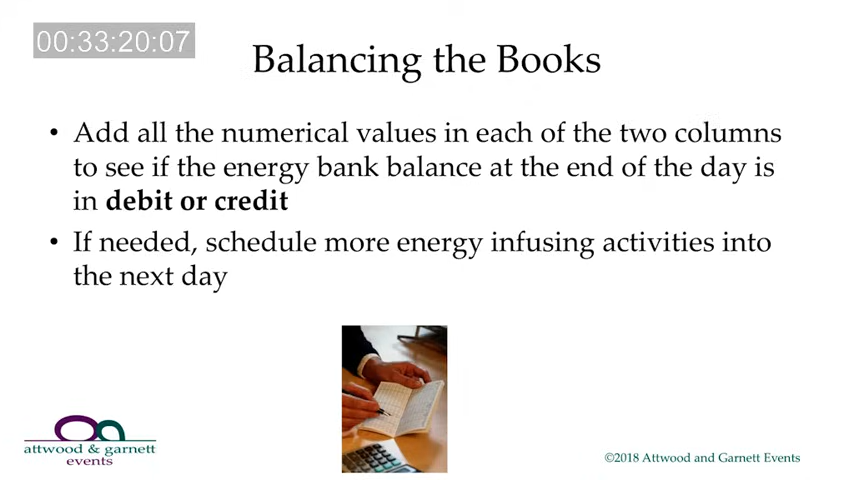 00:33:20:07
Balancing the Books
• Add all the numerical values in each of the two columns
to see if the energy bank balance at the end of the day is
in debit or credit
• If needed, schedule more energy infusing activities into
the next day
attwood & garnett
events
©2018 Attwood and Garnett Events